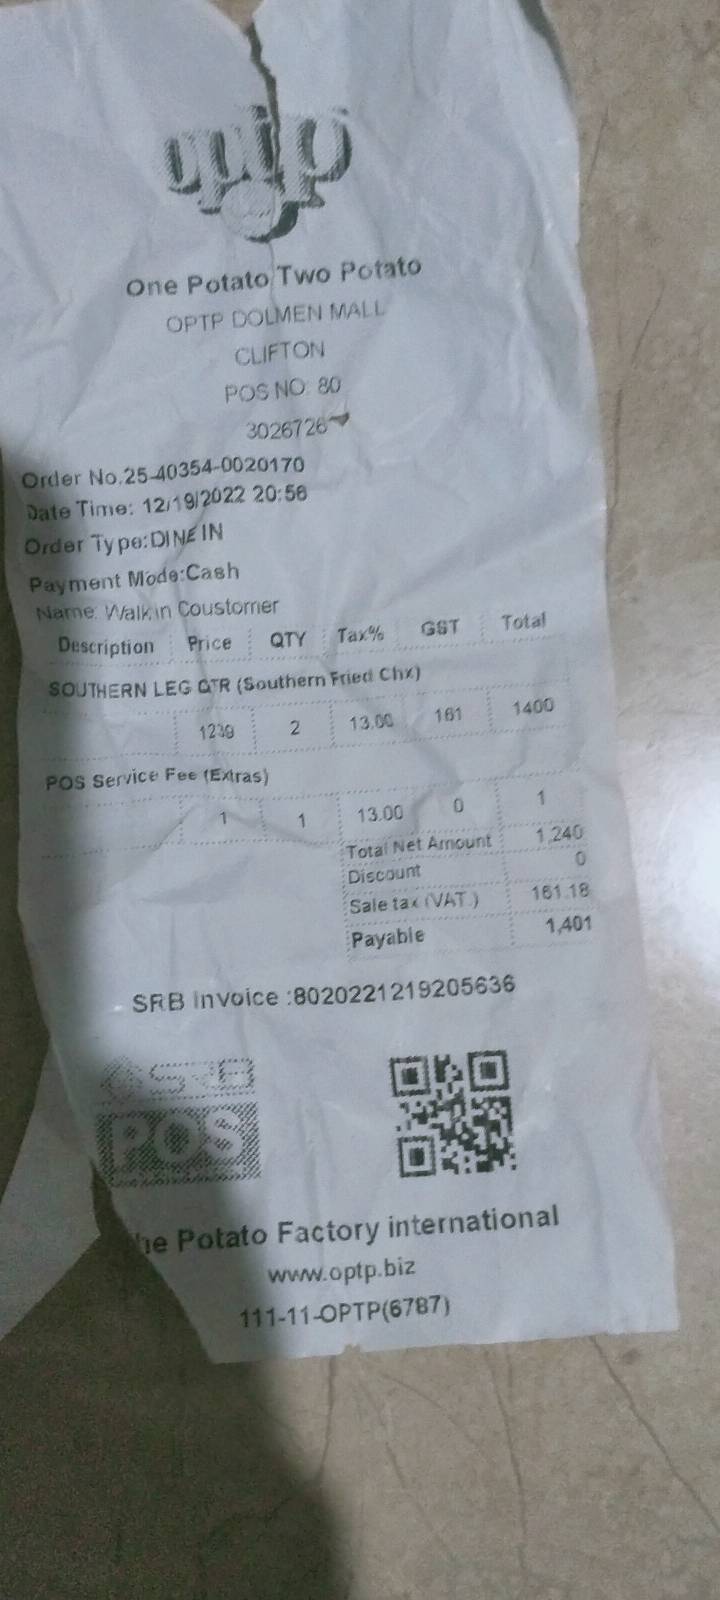 optp
One Potato Two Potato
OPTP DOLMEN MALL
CLIFTON
POS NO: 80
3026726
Order No.25-40354-0020170
Date Time: 12/19/2022 20:56
Order Type:DINE IN
Payment Mode:Cash
Name: Walkin Coustomer
Description Price QTY Tax% GST Total
SOUTHERN LEG QTR (Southern Fried Chx)
1239 2 13.00 161 1400
POS Service Fee (Extras)
1 1 13.00 0 1
Total Net Amount 1,240
Discount 0
Sale tax (VAT.) 161.18
Payable 1,401
SRB Invoice :8020221219205636
SRB
POS
he Potato Factory international
www.optp.biz
111-11-OPTP(6787)